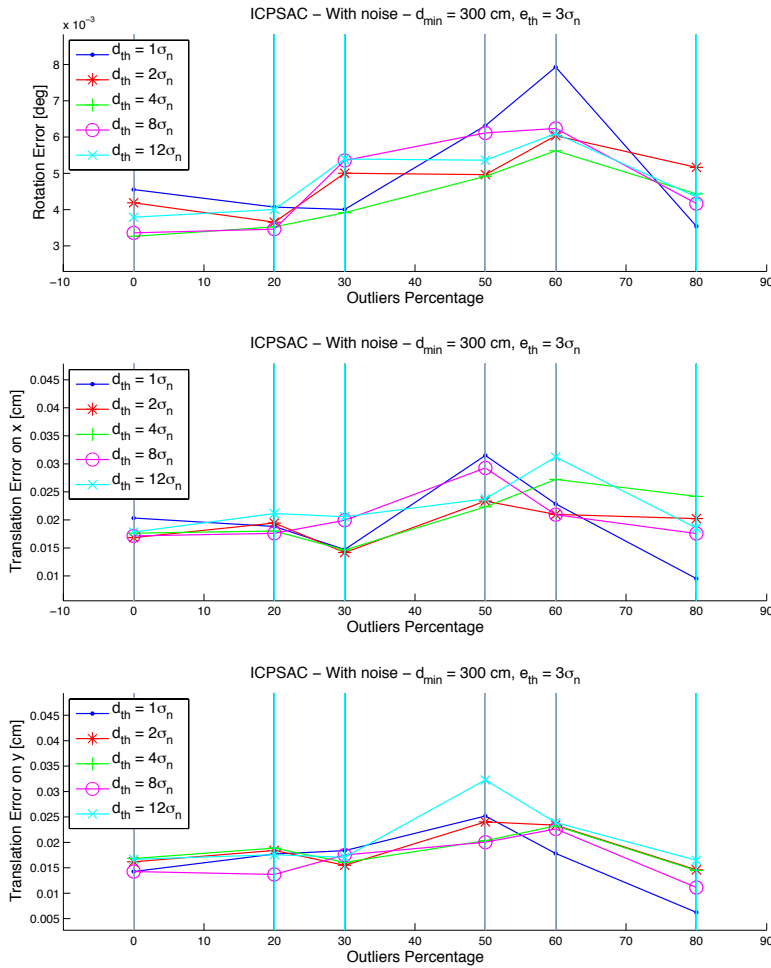 ICPSAC – With noise – d_min = 300 cm, e_th = 3σ_n
x 10^−3
d_th = 1σ_n
d_th = 2σ_n
d_th = 4σ_n
d_th = 8σ_n
d_th = 12σ_n
8
7
6
5
4
3
Rotation Error [deg]
−10 0 10 20 30 40 50 60 70 80 90
Outliers Percentage
ICPSAC – With noise – d_min = 300 cm, e_th = 3σ_n
d_th = 1σ_n
d_th = 2σ_n
d_th = 4σ_n
d_th = 8σ_n
d_th = 12σ_n
0.045
0.04
0.035
0.03
0.025
0.02
0.015
0.01
Translation Error on x [cm]
−10 0 10 20 30 40 50 60 70 80 90
Outliers Percentage
ICPSAC – With noise – d_min = 300 cm, e_th = 3σ_n
d_th = 1σ_n
d_th = 2σ_n
d_th = 4σ_n
d_th = 8σ_n
d_th = 12σ_n
0.045
0.04
0.035
0.03
0.025
0.02
0.015
0.01
0.005
Translation Error on y [cm]
−10 0 10 20 30 40 50 60 70 80 90
Outliers Percentage